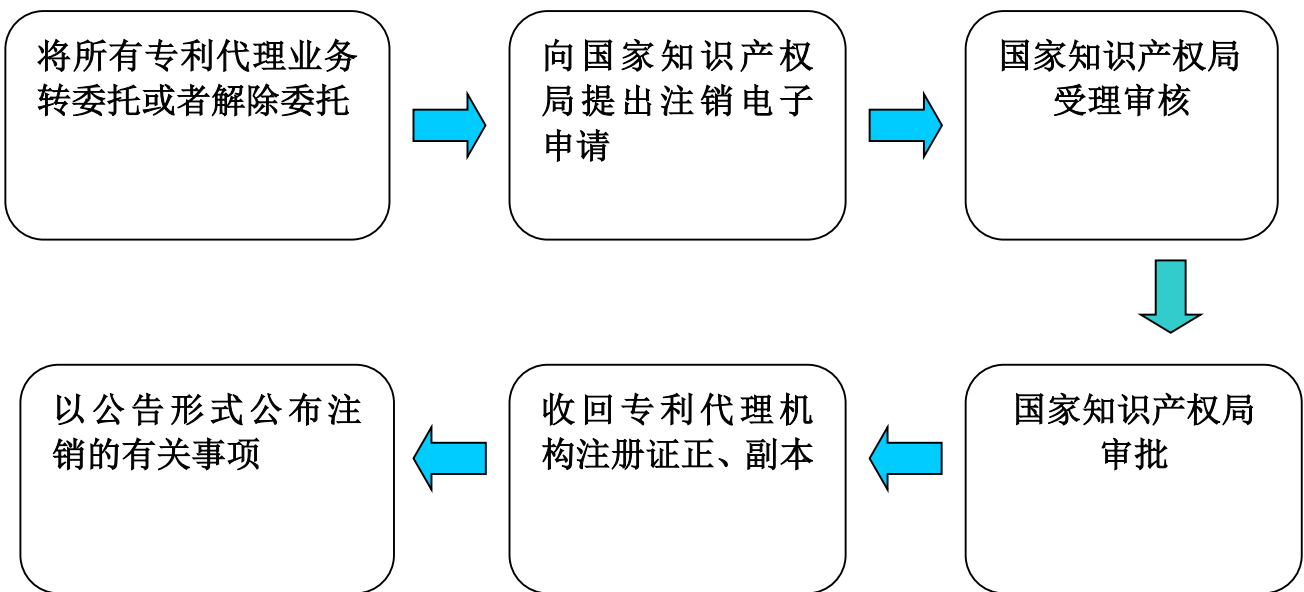 将所有专利代理业务
转委托或者解除委托
向国家知识产权
局提出注销电子
申请
国家知识产权局
受理审核
国家知识产权局
审批
收回专利代理机
构注册证正、副本
以公告形式公布注
销的有关事项